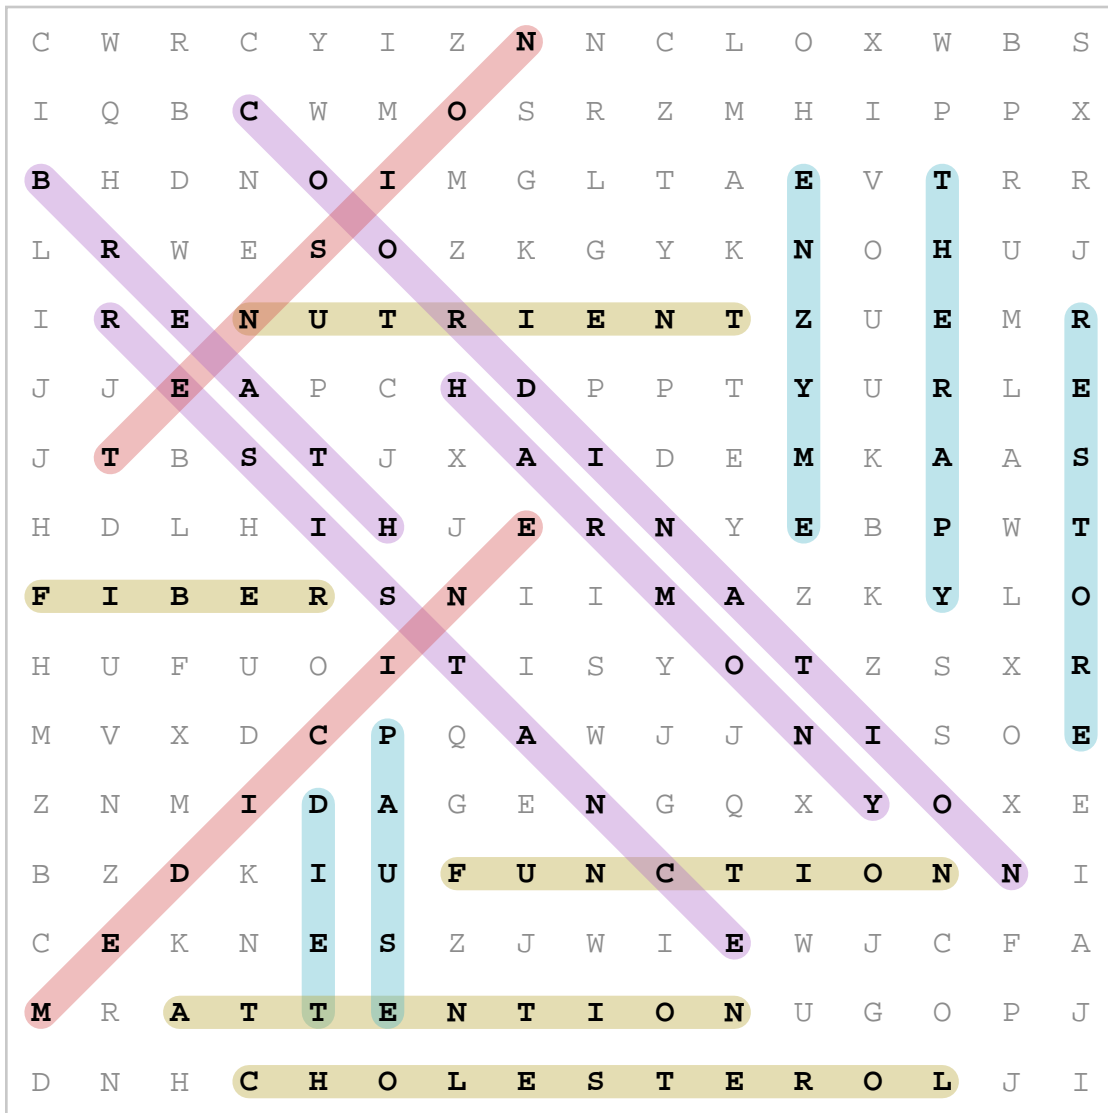 C W R C Y I Z N N C L O X W B S
I Q B C W M O S R Z M H I P P X
B H D N O I M G L T A E V T R R
L R W E S O Z K G Y K N O H U J
I R E N U T R I E N T Z U E M R
J J E A P C H D P P T Y U R L E
J T B S T J X A I D E M K A A S
H D L H I H J E R N Y E B P W T
F I B E R S N I I M A Z K Y L O
H U F U O I T I S Y O T Z S X R
M V X D C P Q A W J J N I S O E
Z N M I D A G E N G Q X Y O X E
B Z D K I U F U N C T I O N N I
C E K N E S Z J W I E W J C F A
M R A T T E N T I O N U G O P J
D N H C H O L E S T E R O L J I